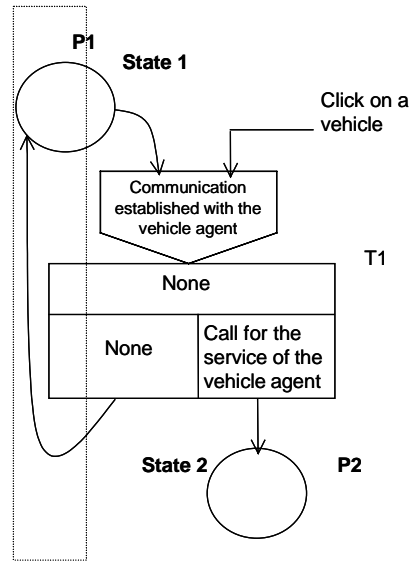 P1
State 1
Click on a
vehicle
Communication
established with the
vehicle agent
T1
None
None
Call for the
service of the
vehicle agent
State 2
P2